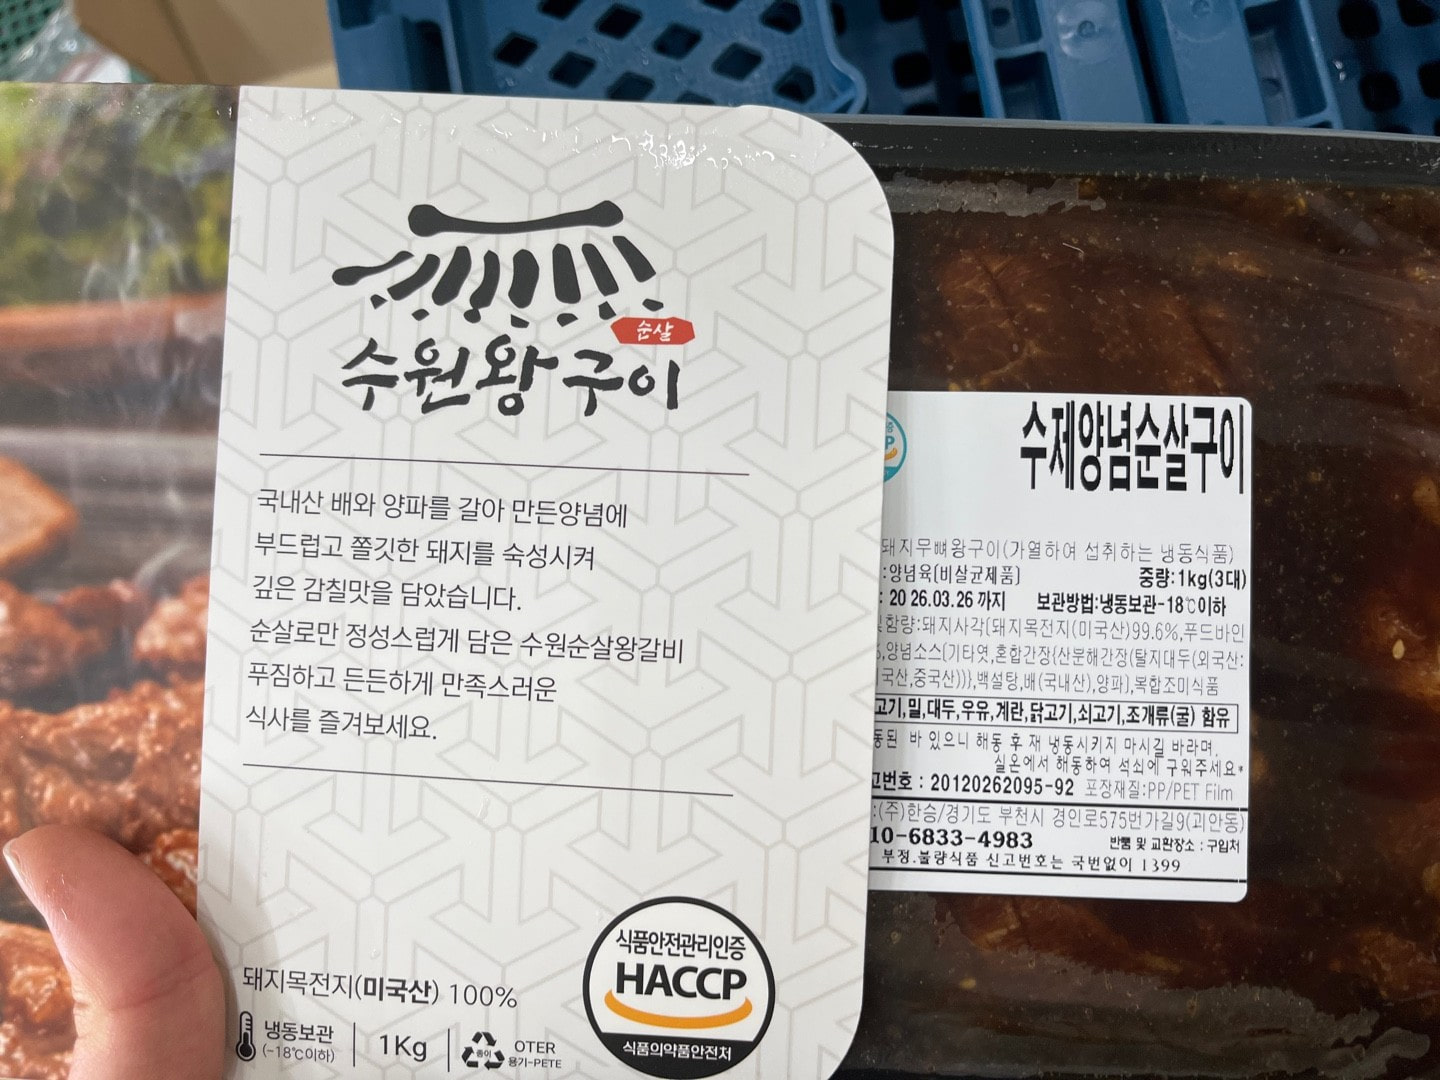 순살
수원왕구이
국내산 배와 양파를 갈아 만든양념에
부드럽고 쫄깃한 돼지를 숙성시켜
깊은 감칠맛을 담았습니다.
순살로만 정성스럽게 담은 수원순살왕갈비
푸짐하고 든든하게 만족스러운
식사를 즐겨보세요.
돼지목전지(미국산) 100%
냉동보관
(-18℃이하)
1Kg
종이
OTER
용기-PETE
식품안전관리인증
HACCP
식품의약품안전처
수제양념순살구이
돼지무뼈왕구이(가열하여 섭취하는 냉동식품)
:양념육(비살균제품)
중량:1kg(3대)
: 20 26.03.26 까지
보관방법:냉동보관-18℃이하
함량:돼지사각[돼지목전지(미국산)99.6%,푸드바인
,양념소스[기타엿,혼합간장(산분해간장(탈지대두(외국산:
국산,중국산))),백설탕,배(국내산),양파],복합조미식품
고기,밀,대두,우유,계란,닭고기,쇠고기,조개류(굴) 함유
동된 바 있으니 해동 후 재 냉동시키지 마시길 바라며,
실온에서 해동하여 석쇠에 구워주세요*
고번호 : 20120262095-92 포장재질:PP/PET Film
:(주)한승/경기도 부천시 경인로575번가길9(괴안동)
10-6833-4983
반품 및 교환장소 : 구입처
부정.불량식품 신고번호는 국번없이 1399